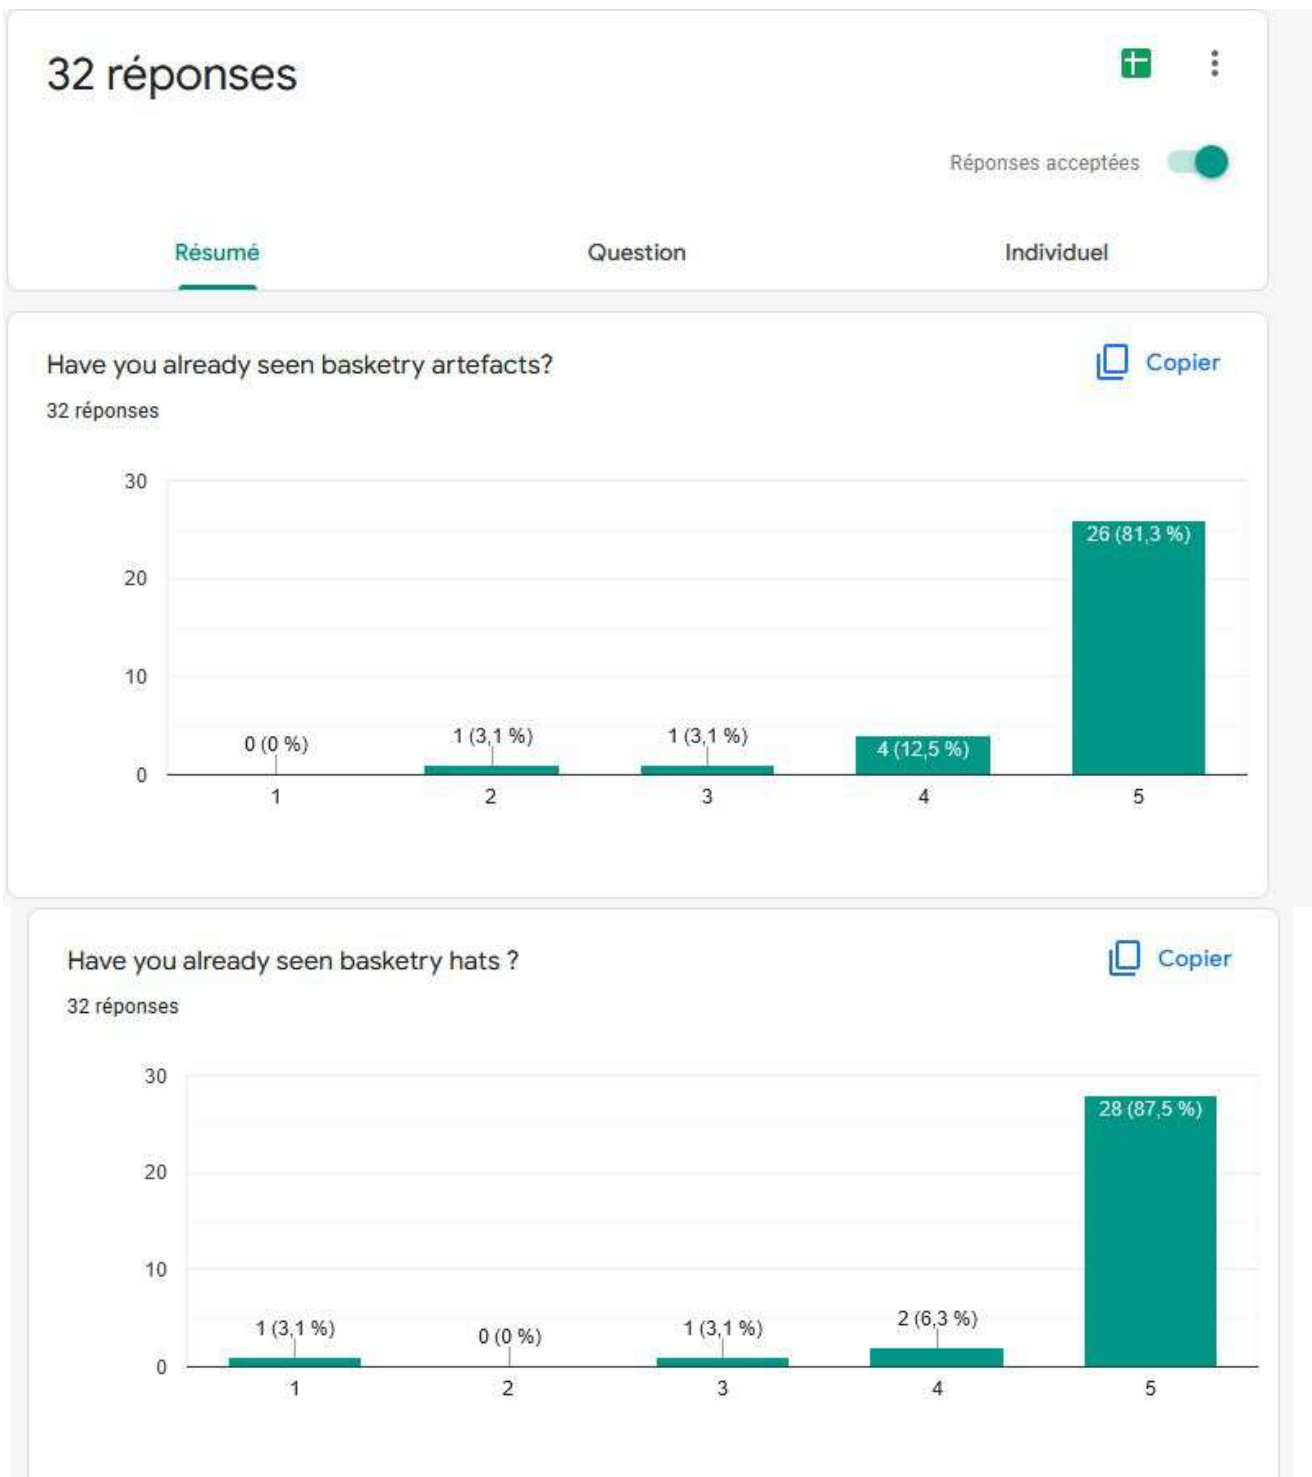 32 réponses
Réponses acceptées
Résumé Question Individuel
Have you already seen basketry artefacts?
Copier
32 réponses
30
20
10
0
0 (0 %)
1 (3,1 %)
1 (3,1 %)
4 (12,5 %)
26 (81,3 %)
1 2 3 4 5
Have you already seen basketry hats ?
Copier
32 réponses
30
20
10
0
1 (3,1 %)
0 (0 %)
1 (3,1 %)
2 (6,3 %)
28 (87,5 %)
1 2 3 4 5